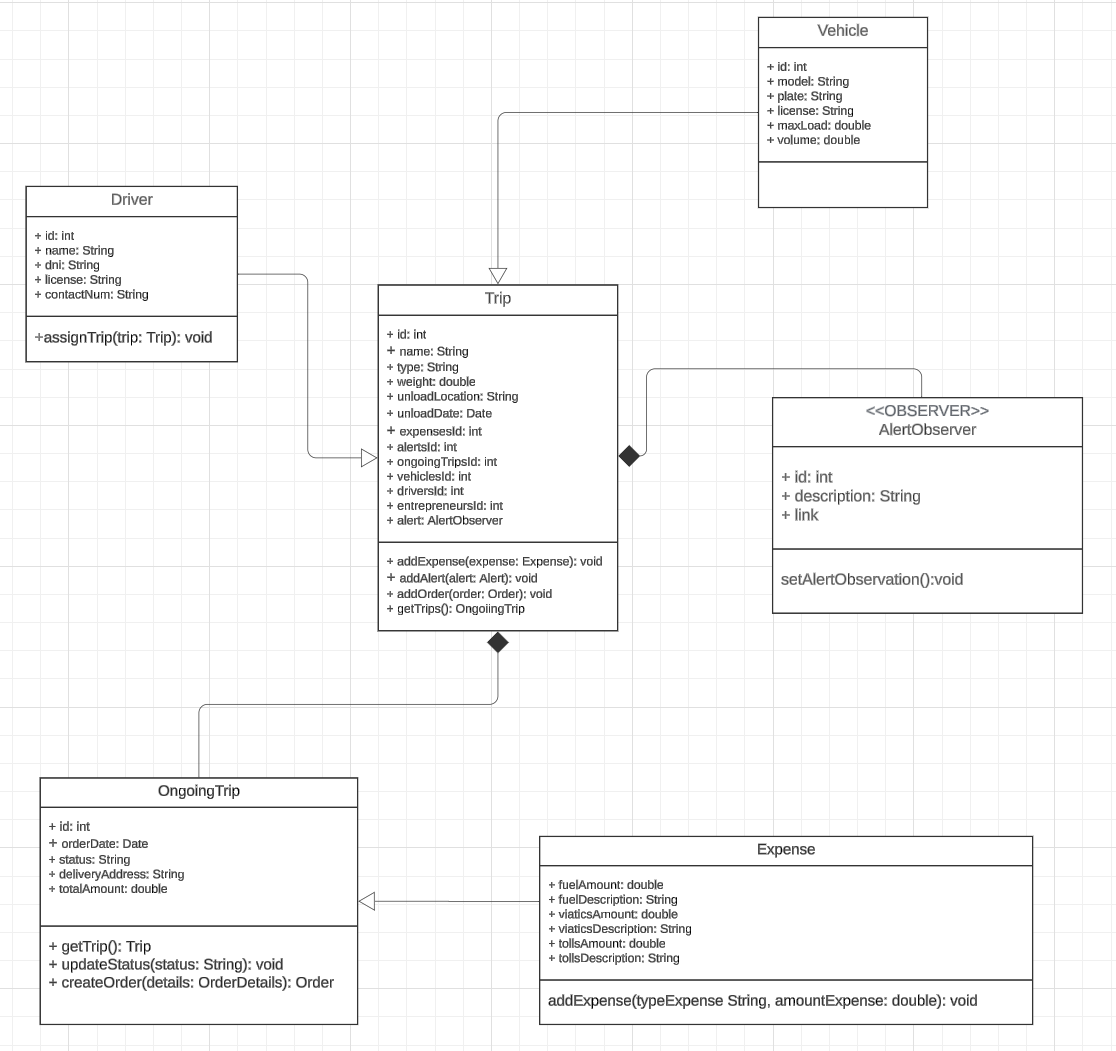 Vehicle
+ id: int
+ model: String
+ plate: String
+ license: String
+ maxLoad: double
+ volume: double
Driver
+ id: int
+ name: String
+ dni: String
+ license: String
+ contactNum: String
+assignTrip(trip: Trip): void
Trip
+ id: int
+ name: String
+ type: String
+ weight: double
+ unloadLocation: String
+ unloadDate: Date
+ expensesId: int
+ alertsId: int
+ ongoingTripsId: int
+ vehiclesId: int
+ driversId: int
+ entrepreneursId: int
+ alert: AlertObserver
+ addExpense(expense: Expense): void
+ addAlert(alert: Alert): void
+ addOrder(order: Order): void
+ getTrips(): OngoiingTrip
<<OBSERVER>>
AlertObserver
+ id: int
+ description: String
+ link
setAlertObservation():void
OngoingTrip
+ id: int
+ orderDate: Date
+ status: String
+ deliveryAddress: String
+ totalAmount: double
+ getTrip(): Trip
+ updateStatus(status: String): void
+ createOrder(details: OrderDetails): Order
Expense
+ fuelAmount: double
+ fuelDescription: String
+ viaticsAmount: double
+ viaticsDescription: String
+ tollsAmount: double
+ tollsDescription: String
addExpense(typeExpense String, amountExpense: double): void